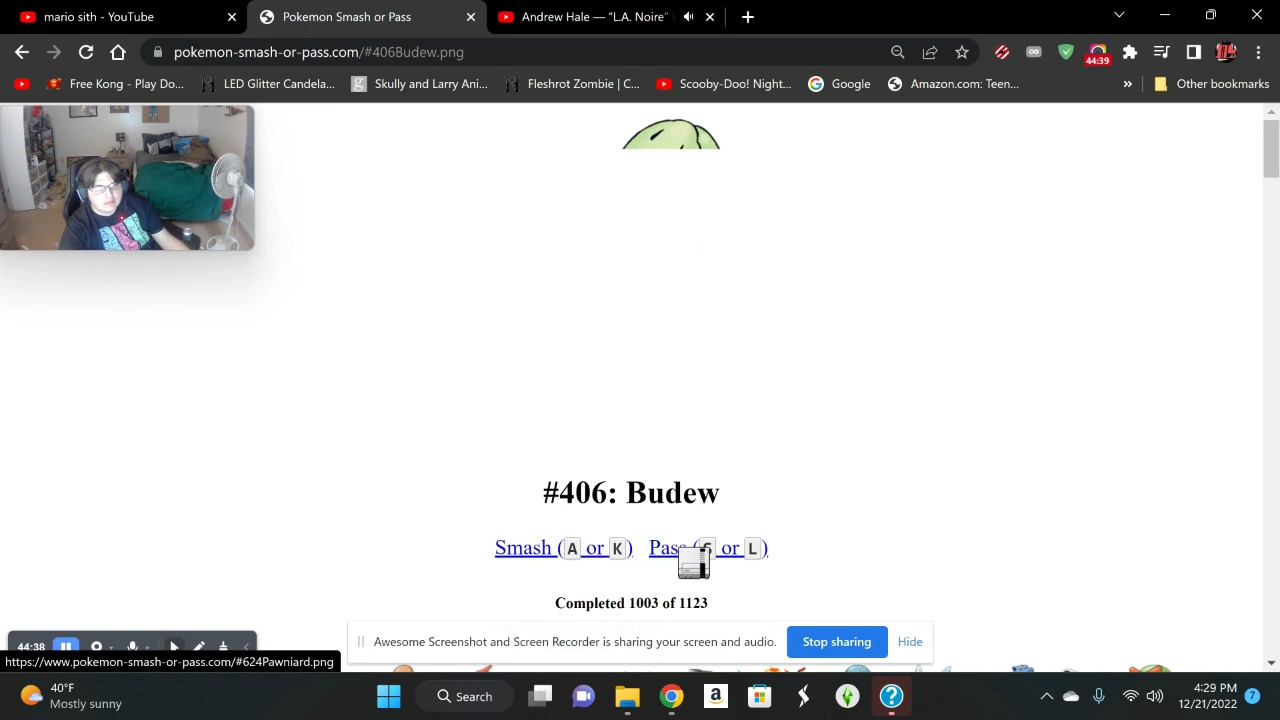 mario sith - YouTube
Pokemon Smash or Pass
Andrew Hale — "L.A. Noire"
pokemon-smash-or-pass.com/#406Budew.png
44:39
Free Kong - Play Do...
LED Glitter Candela...
Skully and Larry Ani...
Fleshrot Zombie | C...
Scooby-Doo! Night...
Google
Amazon.com: Teen...
»
Other bookmarks
#406: Budew
Smash (A or K) Pass (S or L)
Completed 1003 of 1123
44:38
Awesome Screenshot and Screen Recorder is sharing your screen and audio.
Stop sharing
Hide
https://www.pokemon-smash-or-pass.com/#624Pawniard.png
40°F
Mostly sunny
Search
4:29 PM
12/21/2022
7